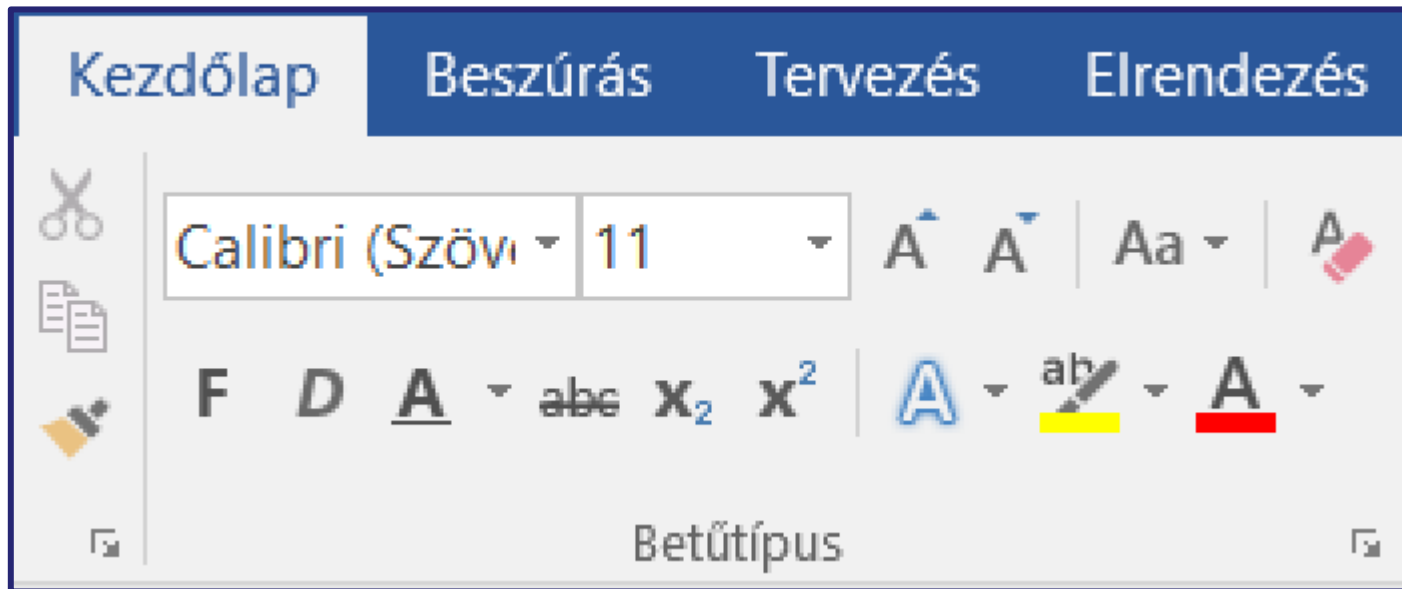 Kezdőlap Beszúrás Tervezés Elrendezés
Calibri (Szöv 11 A A Aa A
F D A abc x₂ x² A ab A
Betűtípus